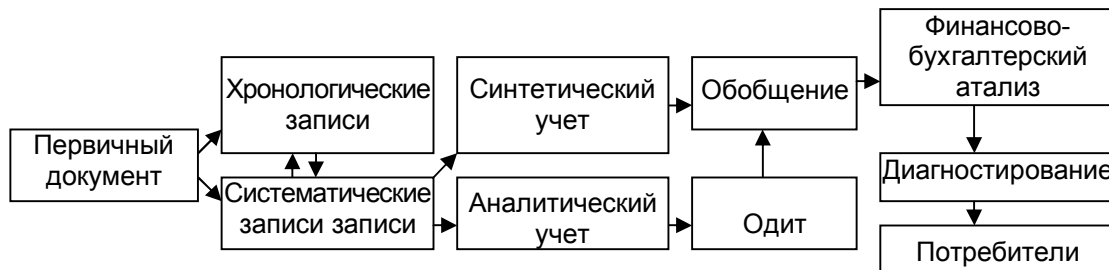 Первичный
документ
Хронологические
записи
Систематические
записи записи
Синтетический
учет
Аналитический
учет
Обобщение
Одит
Финансово-
бухгалтерский
атализ
Диагностирование
Потребители